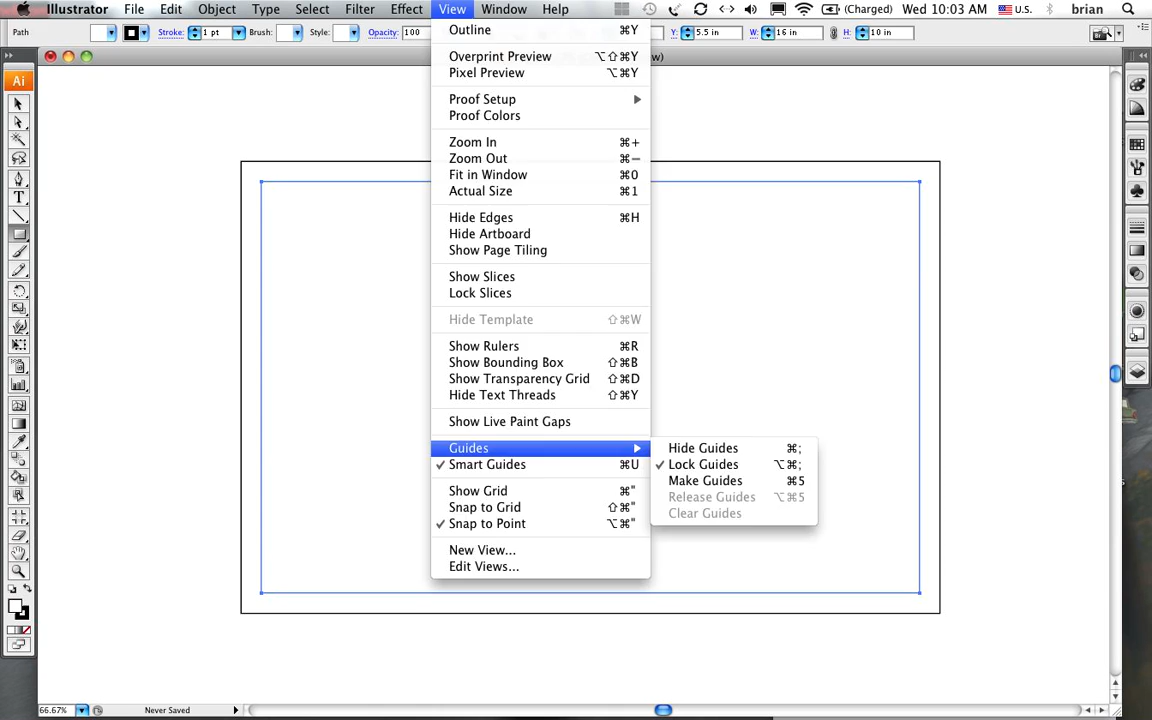 Illustrator File Edit Object Type Select Filter Effect View Window Help (Charged) Wed 10:03 AM U.S. brian
Path Stroke: 1 pt Brush: Style: Opacity: 100 Y: 5.5 in W: 16 in H: 10 in
w)
Ai
Outline ⌘Y
Overprint Preview ⌥⇧⌘Y
Pixel Preview ⌥⌘Y
Proof Setup
Proof Colors
Zoom In ⌘+
Zoom Out ⌘−
Fit in Window ⌘0
Actual Size ⌘1
Hide Edges ⌘H
Hide Artboard
Show Page Tiling
Show Slices
Lock Slices
Hide Template ⇧⌘W
Show Rulers ⌘R
Show Bounding Box ⇧⌘B
Show Transparency Grid ⇧⌘D
Hide Text Threads ⇧⌘Y
Show Live Paint Gaps
Guides
Smart Guides ⌘U
Show Grid ⌘"
Snap to Grid ⇧⌘"
Snap to Point ⌥⌘"
New View...
Edit Views...
Hide Guides ⌘;
Lock Guides ⌥⌘;
Make Guides ⌘5
Release Guides ⌥⌘5
Clear Guides
66.67% Never Saved